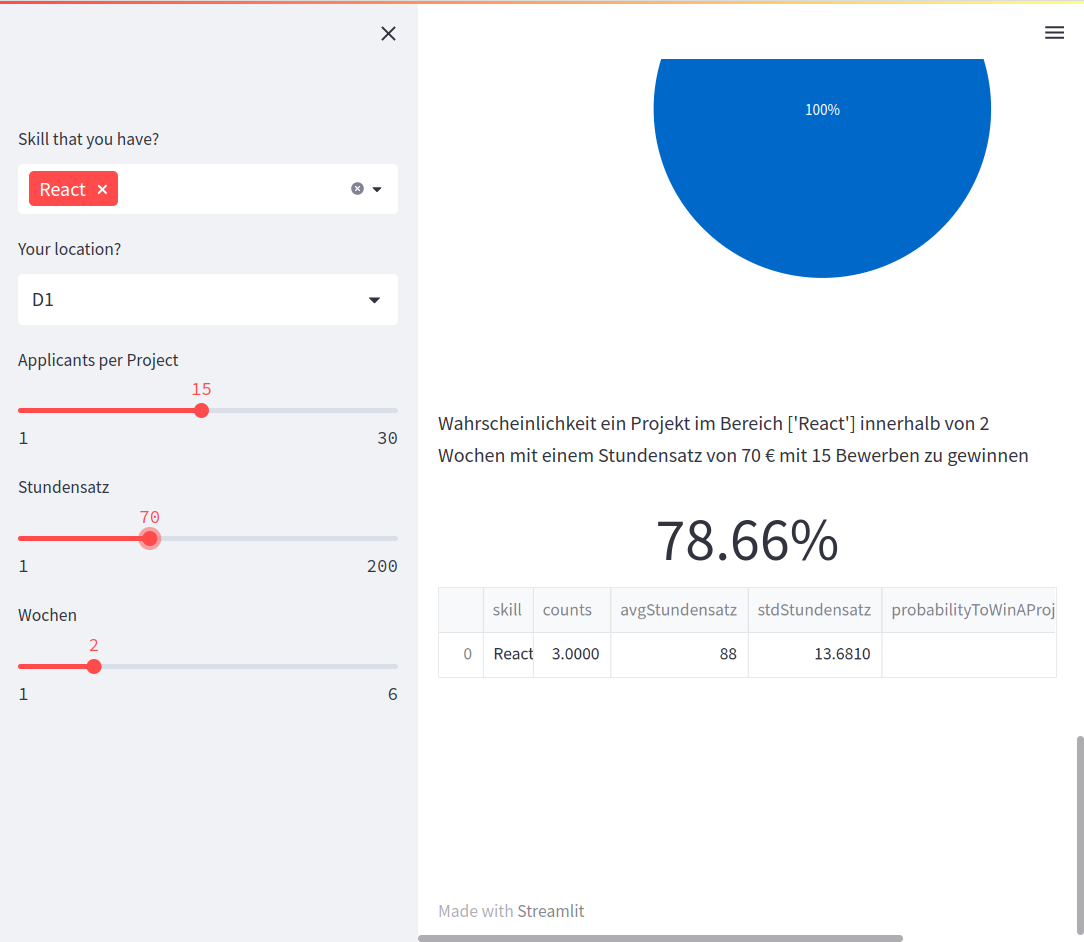 Skill that you have?
React
Your location?
D1
Applicants per Project
15
1 30
Stundensatz
70
1 200
Wochen
2
1 6
100%
Wahrscheinlichkeit ein Projekt im Bereich ['React'] innerhalb von 2
Wochen mit einem Stundensatz von 70 € mit 15 Bewerben zu gewinnen
78.66%
skill counts avgStundensatz stdStundensatz probabilityToWinAProj
0 React 3.0000 88 13.6810
Made with Streamlit